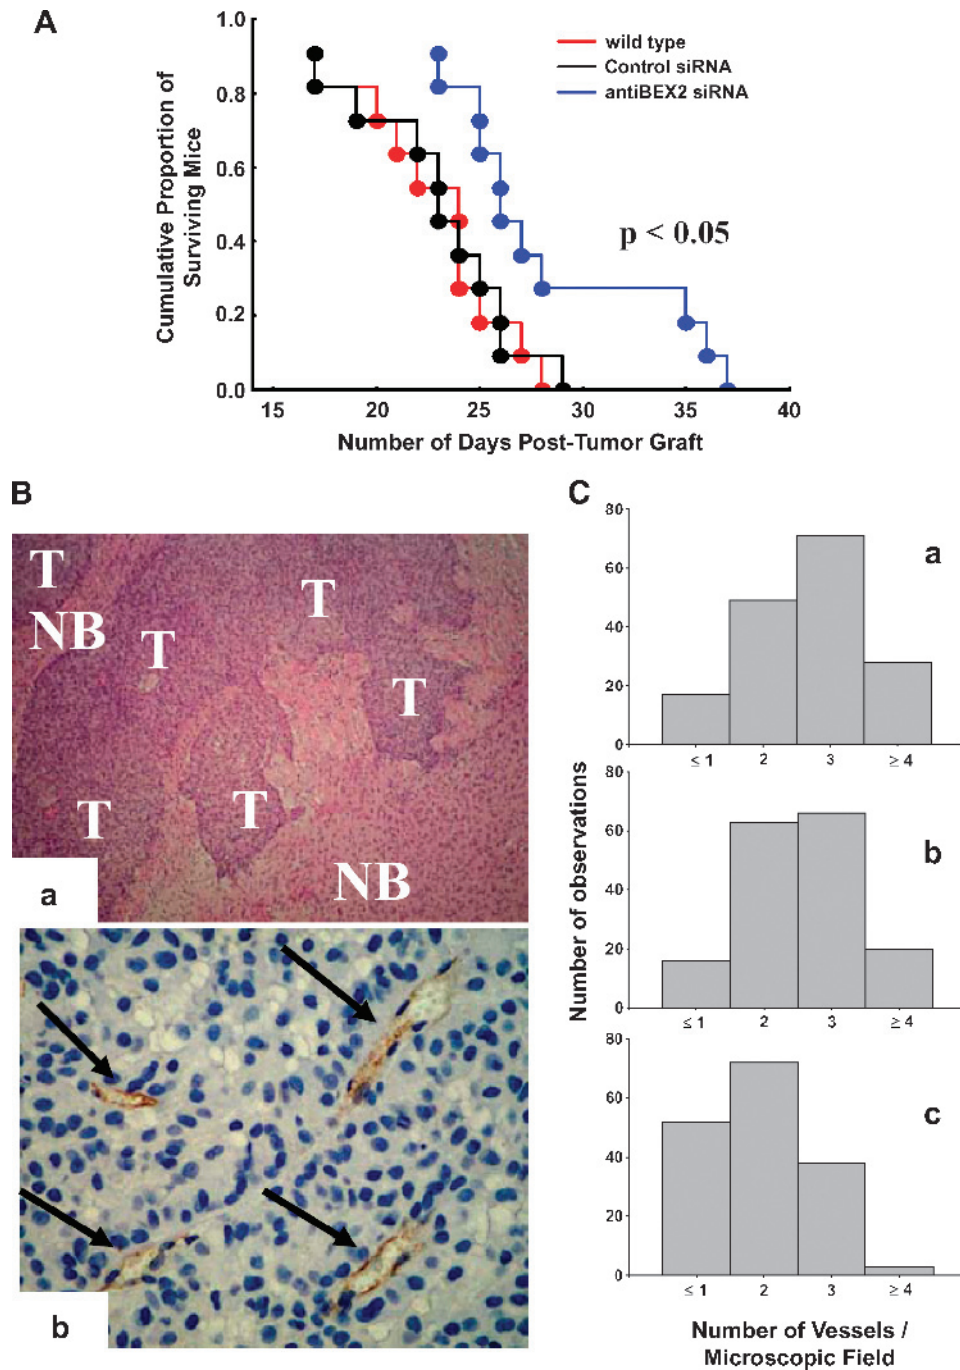 A
1.0
0.8
0.6
0.4
0.2
0.0
Cumulative Proportion of
Surviving Mice
wild type
Control siRNA
antiBEX2 siRNA
p < 0.05
15 20 25 30 35 40
Number of Days Post-Tumor Graft
B
T
NB
T
T
T
T
T
NB
a
b
C
80
60
40
20
0
a
≤ 1 2 3 ≥ 4
80
60
40
20
0
b
≤ 1 2 3 ≥ 4
80
60
40
20
0
c
≤ 1 2 3 ≥ 4
Number of observations
Number of Vessels /
Microscopic Field